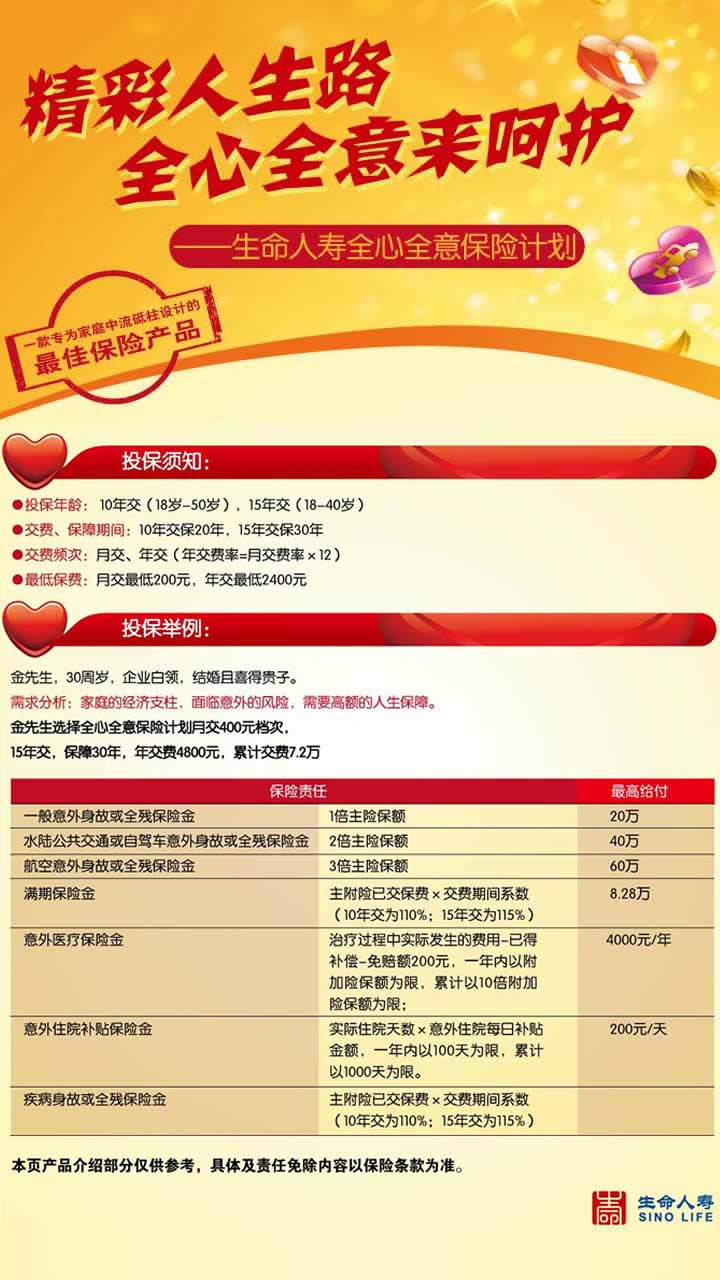 精彩人生路
全心全意来呵护
——生命人寿全心全意保险计划
一款专为家庭中流砥柱设计的
最佳保险产品
投保须知：
●投保年龄： 10年交（18岁-50岁），15年交（18-40岁）
●交费、保障期间：10年交保20年，15年交保30年
●交费频次：月交、年交（年交费率=月交费率×12）
●最低保费：月交最低200元，年交最低2400元
投保举例：
金先生，30周岁，企业白领，结婚且喜得贵子。
需求分析：家庭的经济支柱，面临意外的风险，需要高额的人生保障。
金先生选择全心全意保险计划月交400元档次，
15年交，保障30年，年交费4800元，累计交费7.2万
保险责任 最高给付
一般意外身故或全残保险金 1倍主险保额 20万
水陆公共交通或自驾车意外身故或全残保险金 2倍主险保额 40万
航空意外身故或全残保险金 3倍主险保额 60万
满期保险金 主附险已交保费×交费期间系数 8.28万
（10年交为110%；15年交为115%）
意外医疗保险金 治疗过程中实际发生的费用-已得 4000元/年
补偿-免赔额200元，一年内以附
加险保额为限，累计以10倍附加
险保额为限；
意外住院补贴保险金 实际住院天数×意外住院每日补贴 200元/天
金额，一年内以100天为限，累计
以1000天为限。
疾病身故或全残保险金 主附险已交保费×交费期间系数
（10年交为110%；15年交为115%）
本页产品介绍部分仅供参考，具体及责任免除内容以保险条款为准。
生命人寿
SINO LIFE